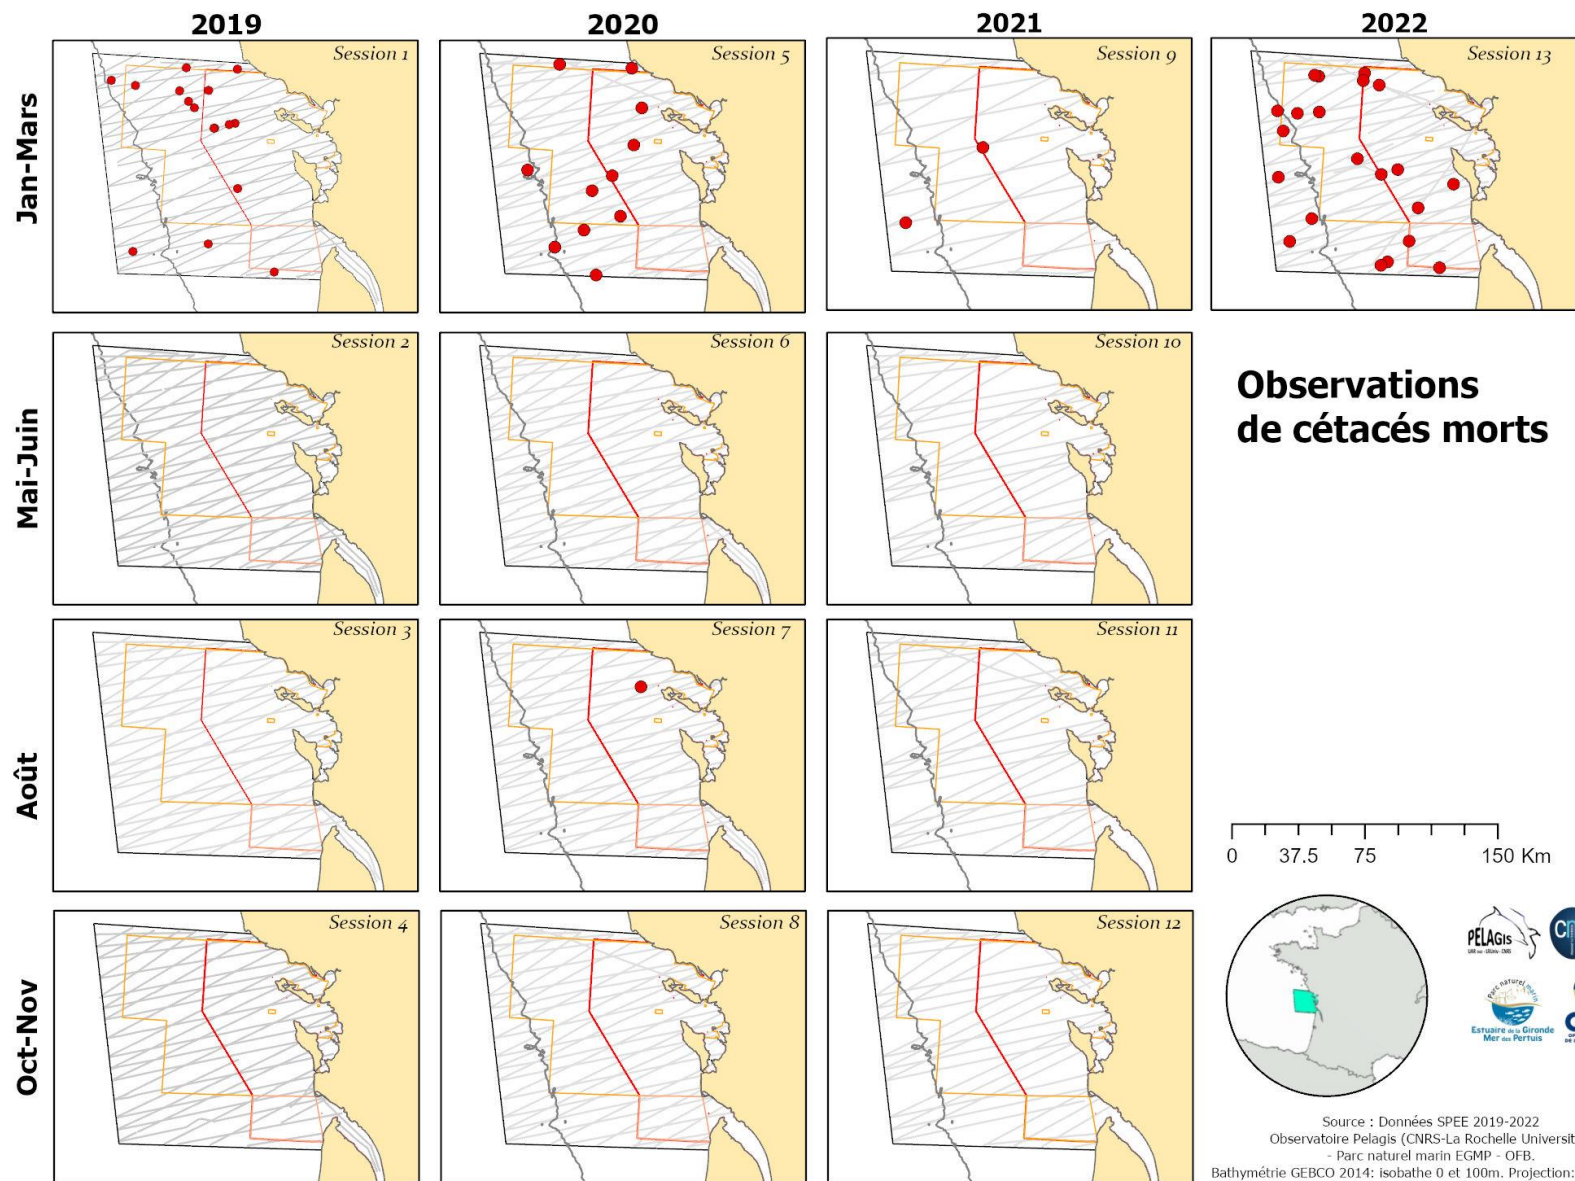 2019
2020
2021
2022
Jan-Mars
Session 1
Session 5
Session 9
Session 13
Mai-Juin
Session 2
Session 6
Session 10
Observations
de cétacés morts
Août
Session 3
Session 7
Session 11
0 37.5 75 150 Km
Oct-Nov
Session 4
Session 8
Session 12
PELAGIS
Parc naturel marin
Estuaire de la Gironde
Mer des Pertuis
Source : Données SPEE 2019-2022
Observatoire Pelagis (CNRS-La Rochelle Universit
- Parc naturel marin EGMP - OFB.
Bathymétrie GEBCO 2014: isobathe 0 et 100m. Projection: